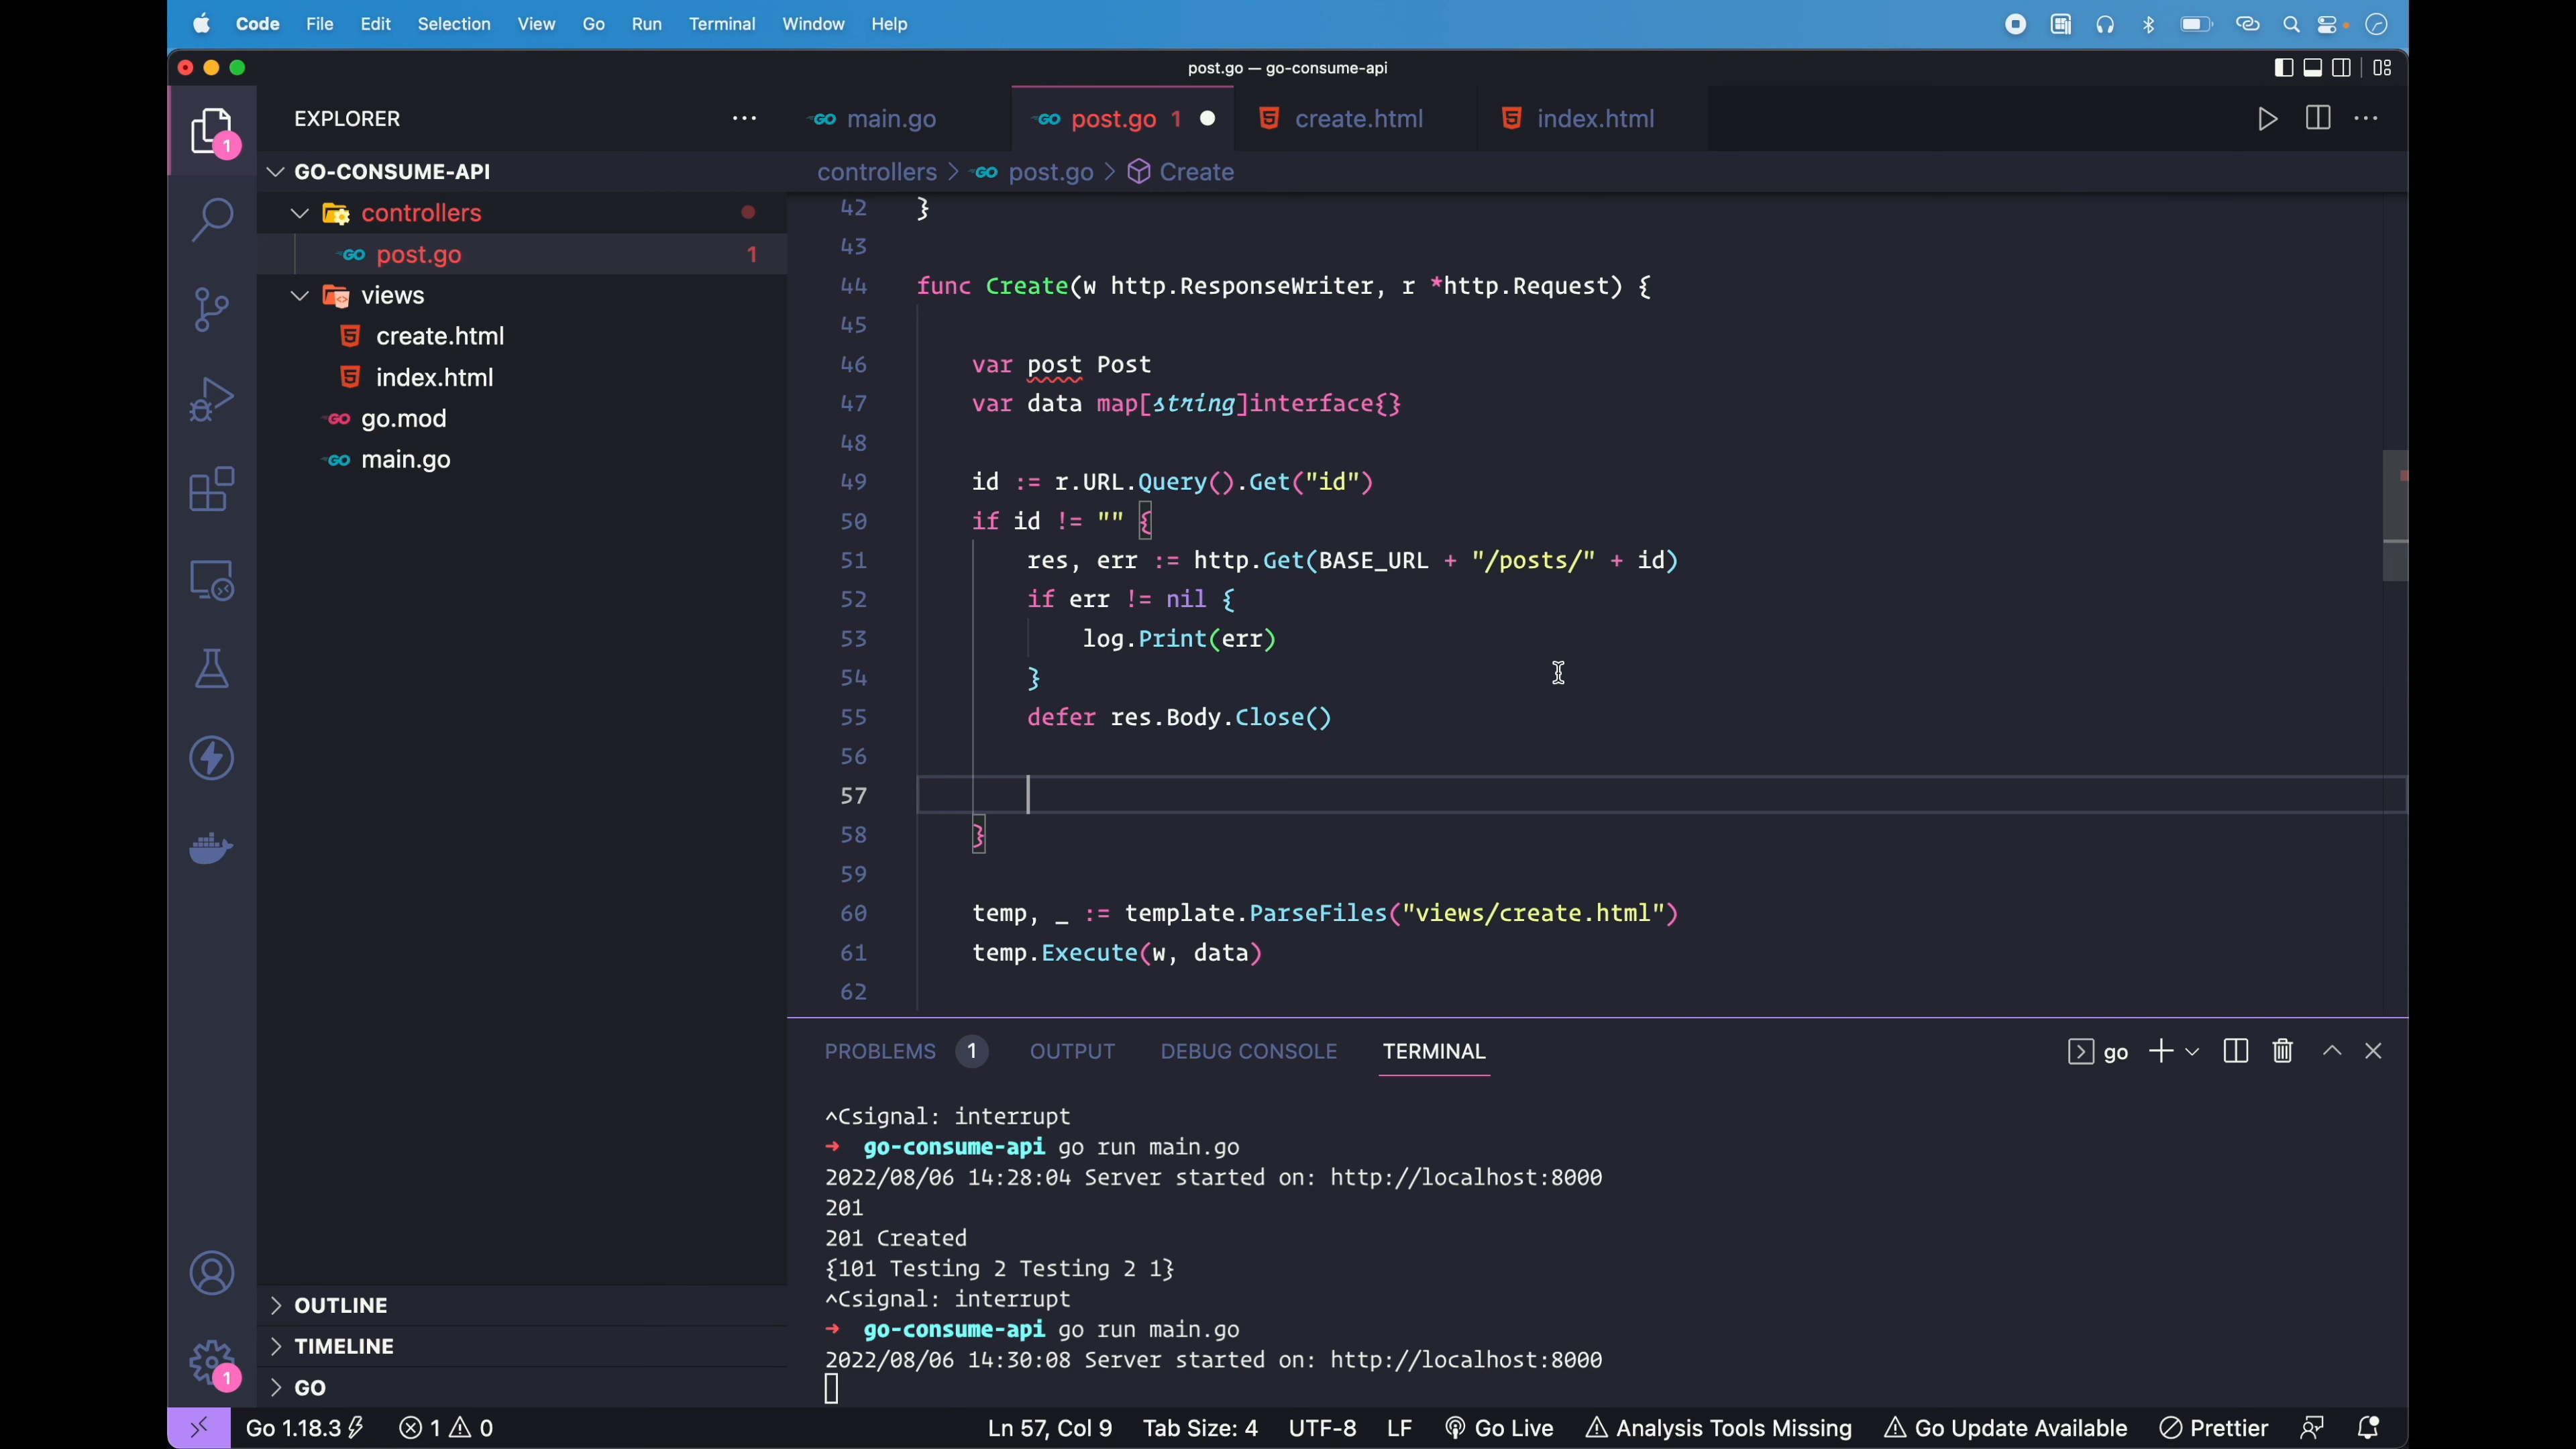 Code File Edit Selection View Go Run Terminal Window Help
post.go — go-consume-api
EXPLORER
GO-CONSUME-API
controllers
post.go 1
views
create.html
index.html
go.mod
main.go
OUTLINE
TIMELINE
GO
main.go post.go 1 create.html index.html
controllers > post.go > Create
42 }
43
44 func Create(w http.ResponseWriter, r *http.Request) {
45
46 var post Post
47 var data map[string]interface{}
48
49 id := r.URL.Query().Get("id")
50 if id != "" {
51 res, err := http.Get(BASE_URL + "/posts/" + id)
52 if err != nil {
53 log.Print(err)
54 }
55 defer res.Body.Close()
56
57
58 }
59
60 temp, _ := template.ParseFiles("views/create.html")
61 temp.Execute(w, data)
62
PROBLEMS 1 OUTPUT DEBUG CONSOLE TERMINAL go
^Csignal: interrupt
➜ go-consume-api go run main.go
2022/08/06 14:28:04 Server started on: http://localhost:8000
201
201 Created
{101 Testing 2 Testing 2 1}
^Csignal: interrupt
➜ go-consume-api go run main.go
2022/08/06 14:30:08 Server started on: http://localhost:8000
Go 1.18.3 1 0 Ln 57, Col 9 Tab Size: 4 UTF-8 LF Go Live Analysis Tools Missing Go Update Available Prettier